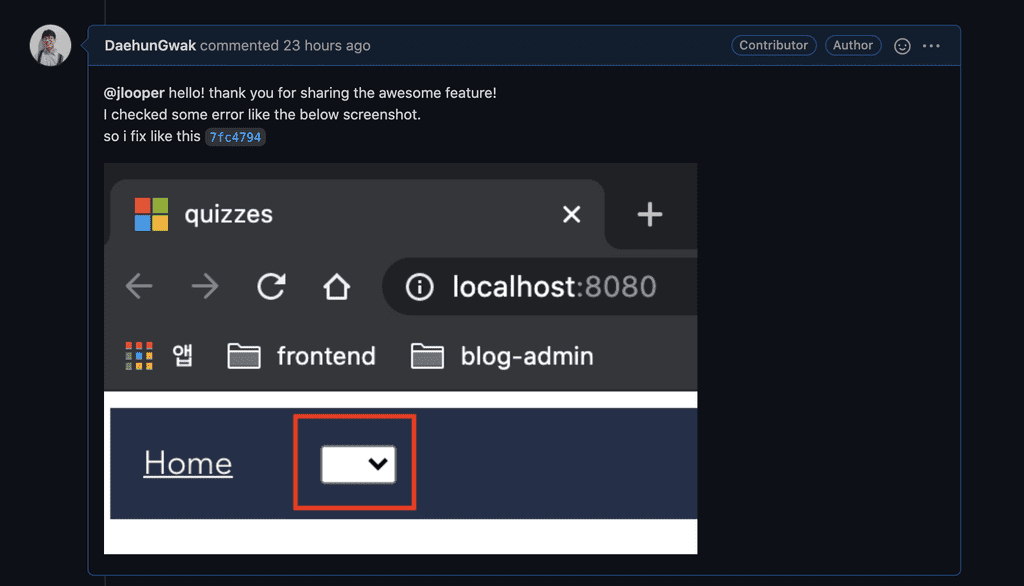 DaehunGwak commented 23 hours ago Contributor Author
@jlooper hello! thank you for sharing the awesome feature!
I checked some error like the below screenshot.
so i fix like this 7fc4794
quizzes
localhost:8080
앱 frontend blog-admin
Home